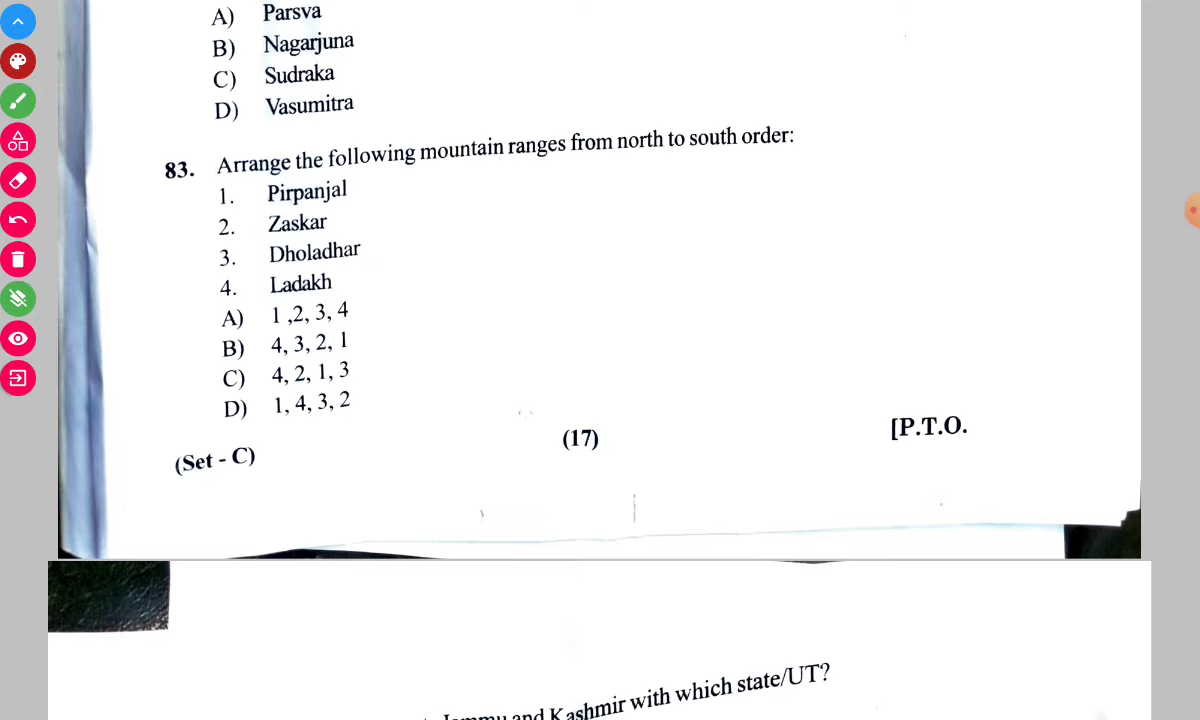 A) Parsva
B) Nagarjuna
C) Sudraka
D) Vasumitra
83. Arrange the following mountain ranges from north to south order:
1. Pirpanjal
2. Zaskar
3. Dholadhar
4. Ladakh
A) 1 ,2, 3, 4
B) 4, 3, 2, 1
C) 4, 2, 1, 3
D) 1, 4, 3, 2
(Set - C) (17) [P.T.O.
and Kashmir with which state/UT?